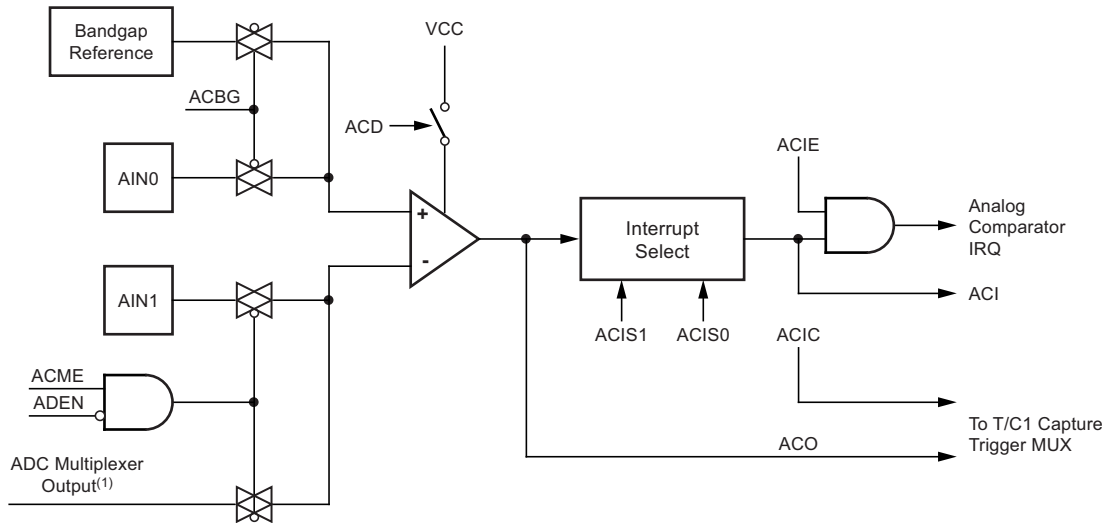 Bandgap
Reference
VCC
ACBG
ACD
ACIE
AIN0
+
Interrupt
Select
Analog
Comparator
IRQ
-
AIN1
ACI
ACIS1
ACIS0
ACIC
ACME
ADEN
To T/C1 Capture
Trigger MUX
ACO
ADC Multiplexer
Output(1)